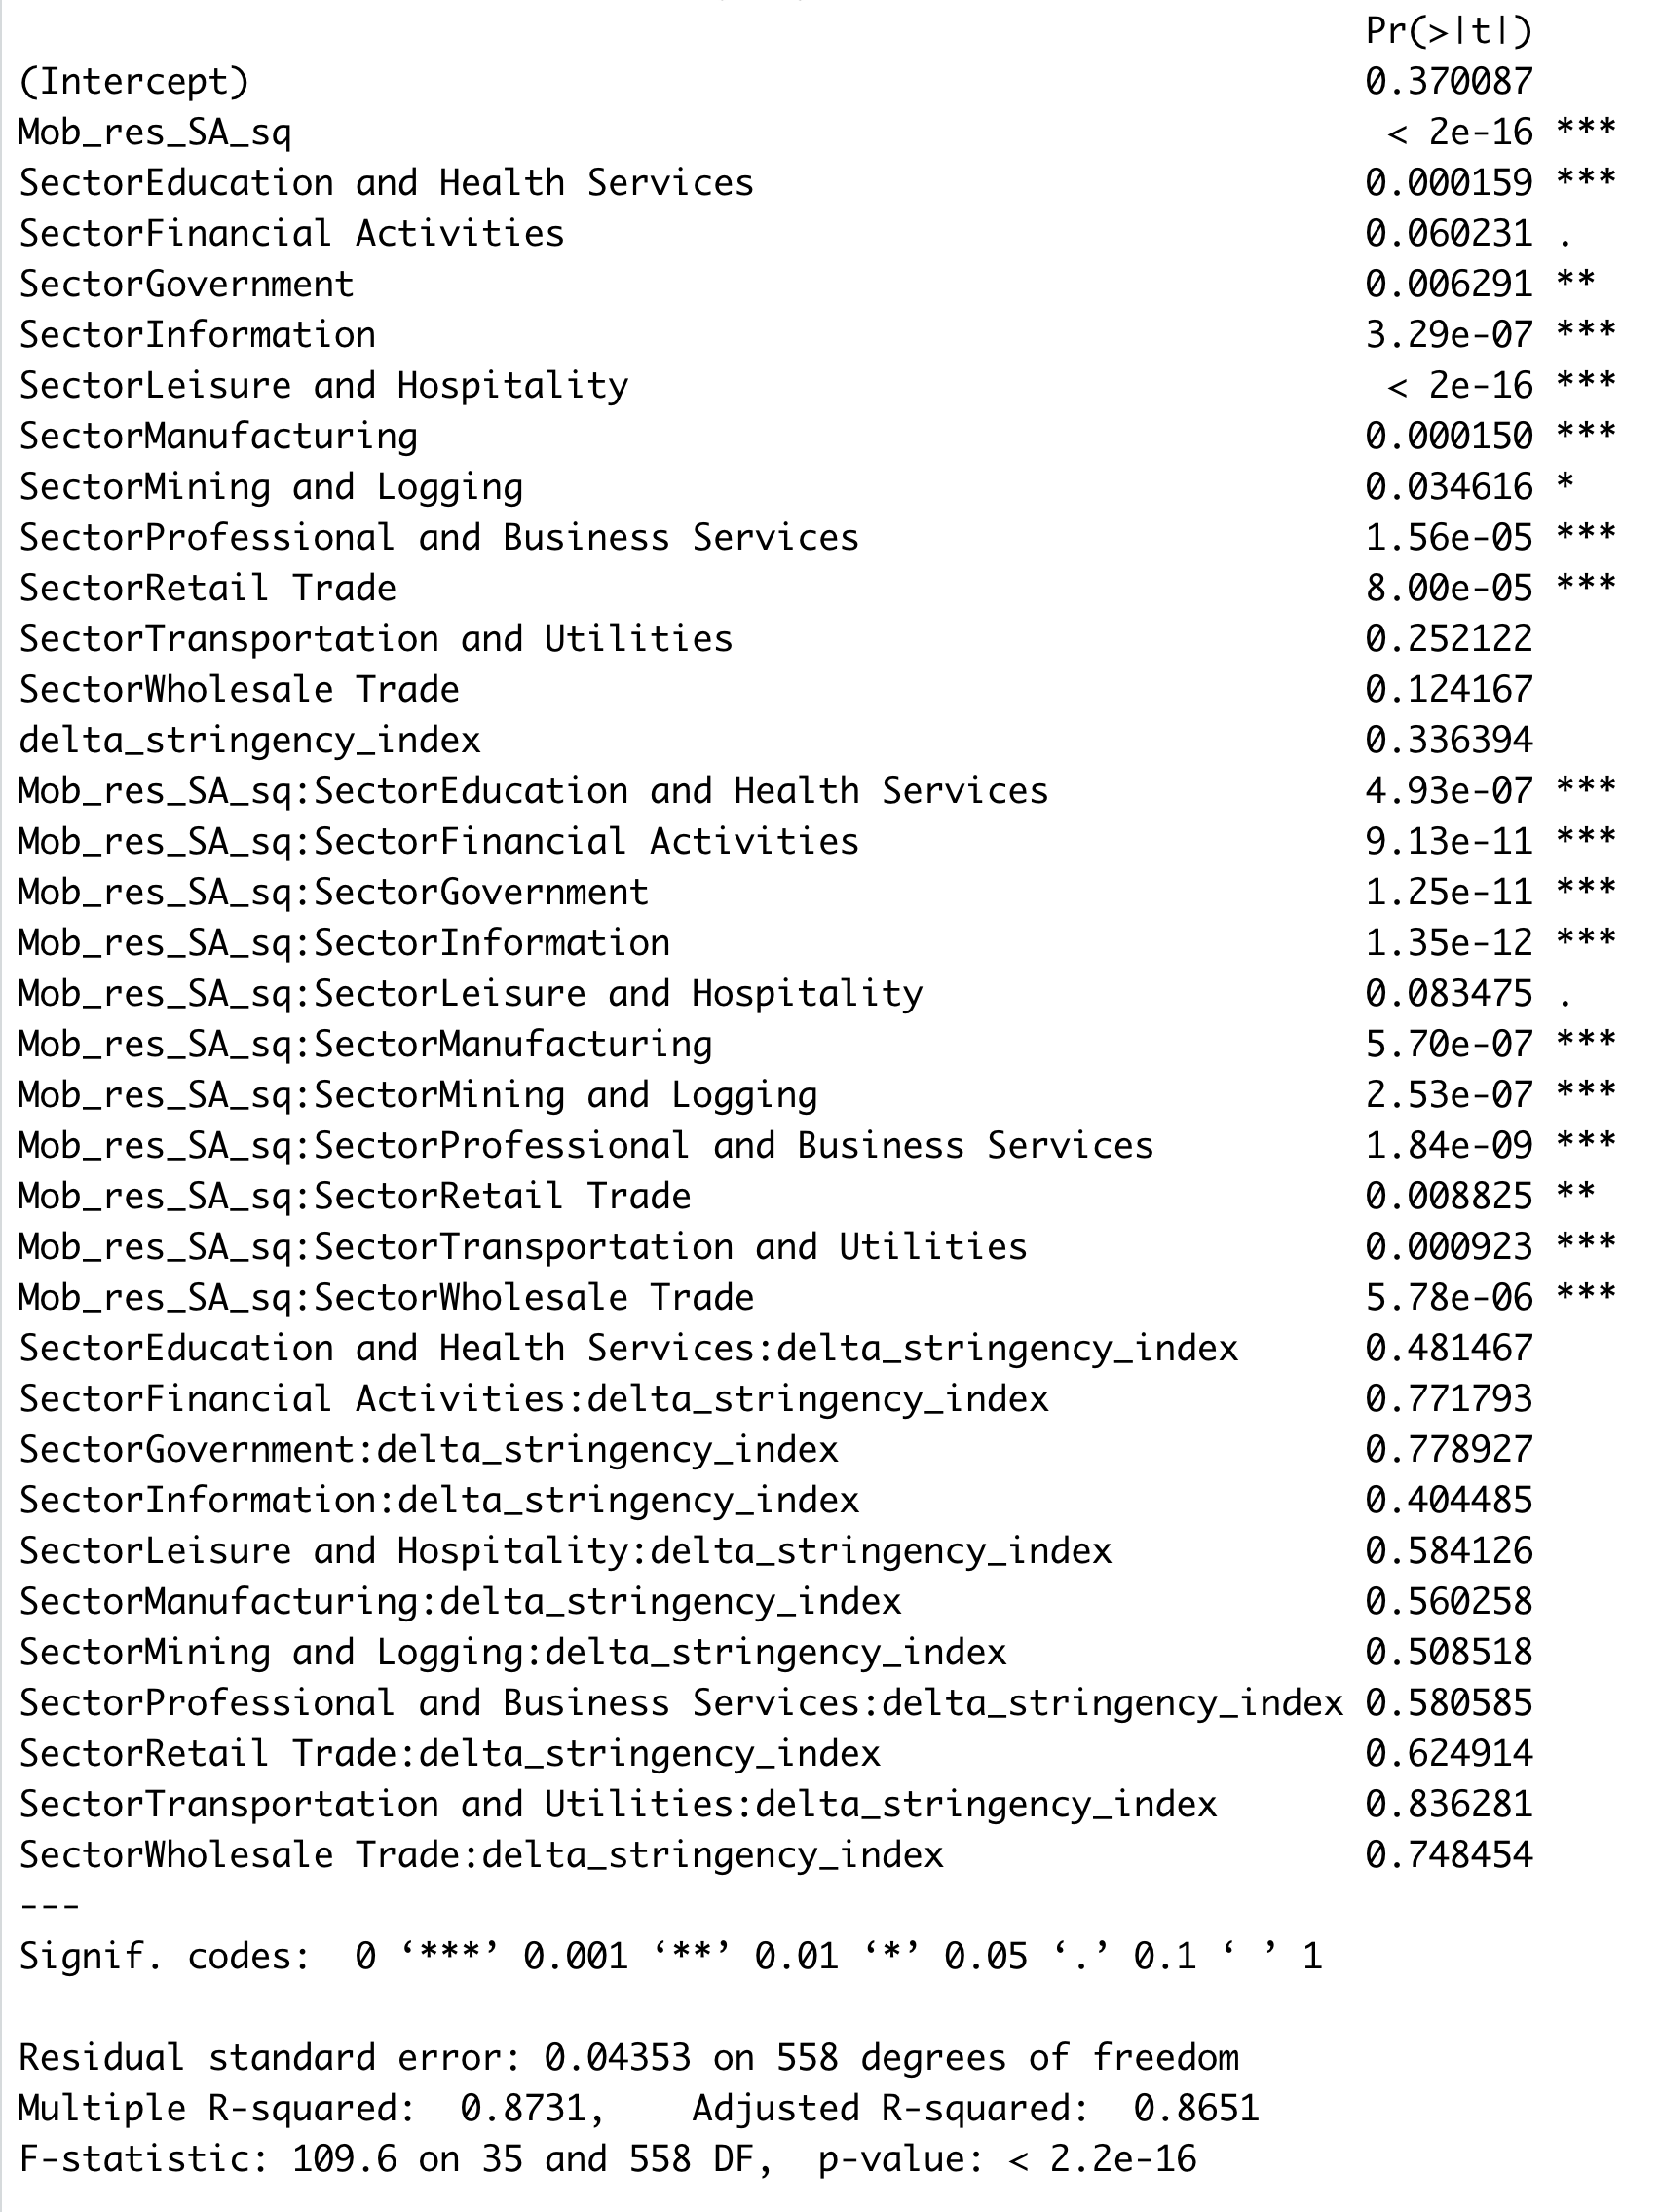 Pr(>|t|)
(Intercept) 0.370087
Mob_res_SA_sq < 2e-16 ***
SectorEducation and Health Services 0.000159 ***
SectorFinancial Activities 0.060231 .
SectorGovernment 0.006291 **
SectorInformation 3.29e-07 ***
SectorLeisure and Hospitality < 2e-16 ***
SectorManufacturing 0.000150 ***
SectorMining and Logging 0.034616 *
SectorProfessional and Business Services 1.56e-05 ***
SectorRetail Trade 8.00e-05 ***
SectorTransportation and Utilities 0.252122
SectorWholesale Trade 0.124167
delta_stringency_index 0.336394
Mob_res_SA_sq:SectorEducation and Health Services 4.93e-07 ***
Mob_res_SA_sq:SectorFinancial Activities 9.13e-11 ***
Mob_res_SA_sq:SectorGovernment 1.25e-11 ***
Mob_res_SA_sq:SectorInformation 1.35e-12 ***
Mob_res_SA_sq:SectorLeisure and Hospitality 0.083475 .
Mob_res_SA_sq:SectorManufacturing 5.70e-07 ***
Mob_res_SA_sq:SectorMining and Logging 2.53e-07 ***
Mob_res_SA_sq:SectorProfessional and Business Services 1.84e-09 ***
Mob_res_SA_sq:SectorRetail Trade 0.008825 **
Mob_res_SA_sq:SectorTransportation and Utilities 0.000923 ***
Mob_res_SA_sq:SectorWholesale Trade 5.78e-06 ***
SectorEducation and Health Services:delta_stringency_index 0.481467
SectorFinancial Activities:delta_stringency_index 0.771793
SectorGovernment:delta_stringency_index 0.778927
SectorInformation:delta_stringency_index 0.404485
SectorLeisure and Hospitality:delta_stringency_index 0.584126
SectorManufacturing:delta_stringency_index 0.560258
SectorMining and Logging:delta_stringency_index 0.508518
SectorProfessional and Business Services:delta_stringency_index 0.580585
SectorRetail Trade:delta_stringency_index 0.624914
SectorTransportation and Utilities:delta_stringency_index 0.836281
SectorWholesale Trade:delta_stringency_index 0.748454
---
Signif. codes:  0 ‘***’ 0.001 ‘**’ 0.01 ‘*’ 0.05 ‘.’ 0.1 ‘ ’ 1
Residual standard error: 0.04353 on 558 degrees of freedom
Multiple R-squared:  0.8731,	Adjusted R-squared:  0.8651
F-statistic: 109.6 on 35 and 558 DF,  p-value: < 2.2e-16